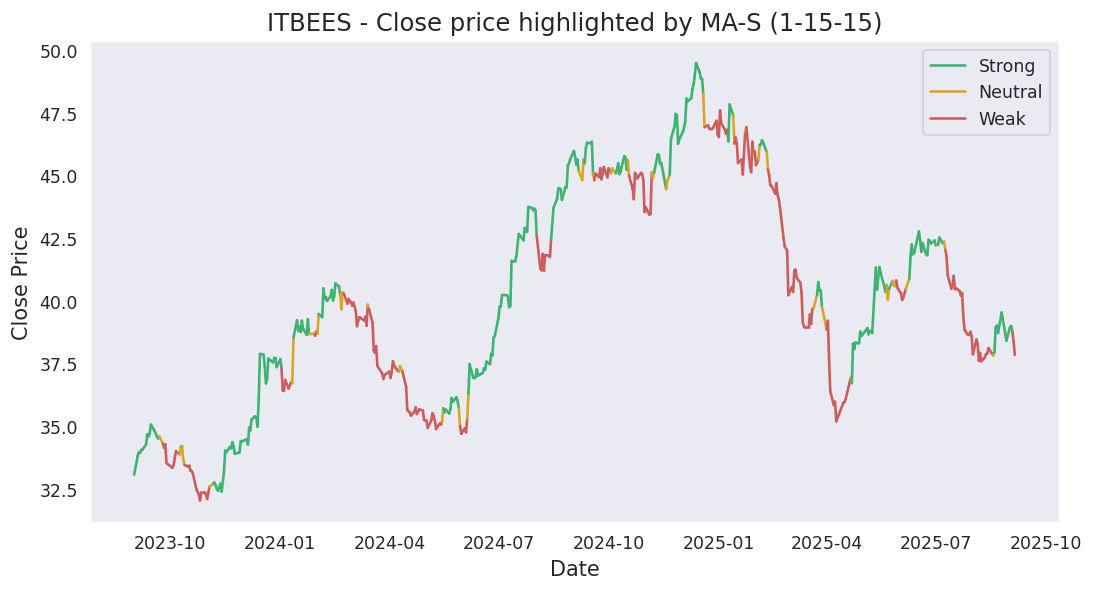 ITBEES - Close price highlighted by MA-S (1-15-15)
Strong
Neutral
Weak
Close Price
50.0
47.5
45.0
42.5
40.0
37.5
35.0
32.5
2023-10
2024-01
2024-04
2024-07
2024-10
2025-01
2025-04
2025-07
2025-10
Date